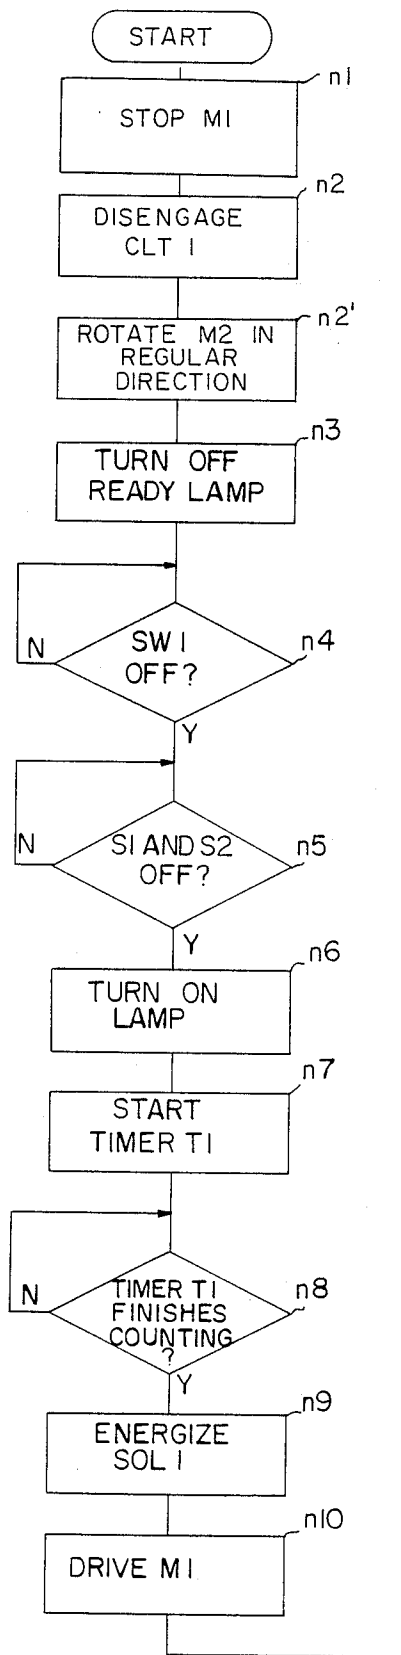 START
n1
STOP M1
n2
DISENGAGE
CLT 1
n2'
ROTATE M2 IN
REGULAR
DIRECTION
n3
TURN OFF
READY LAMP
n4
SW 1
OFF?
N
Y
n5
S1 AND S2
OFF?
N
Y
n6
TURN ON
LAMP
n7
START
TIMER T1
n8
TIMER T1
FINISHES
COUNTING
?
N
Y
n9
ENERGIZE
SOL 1
n10
DRIVE M1